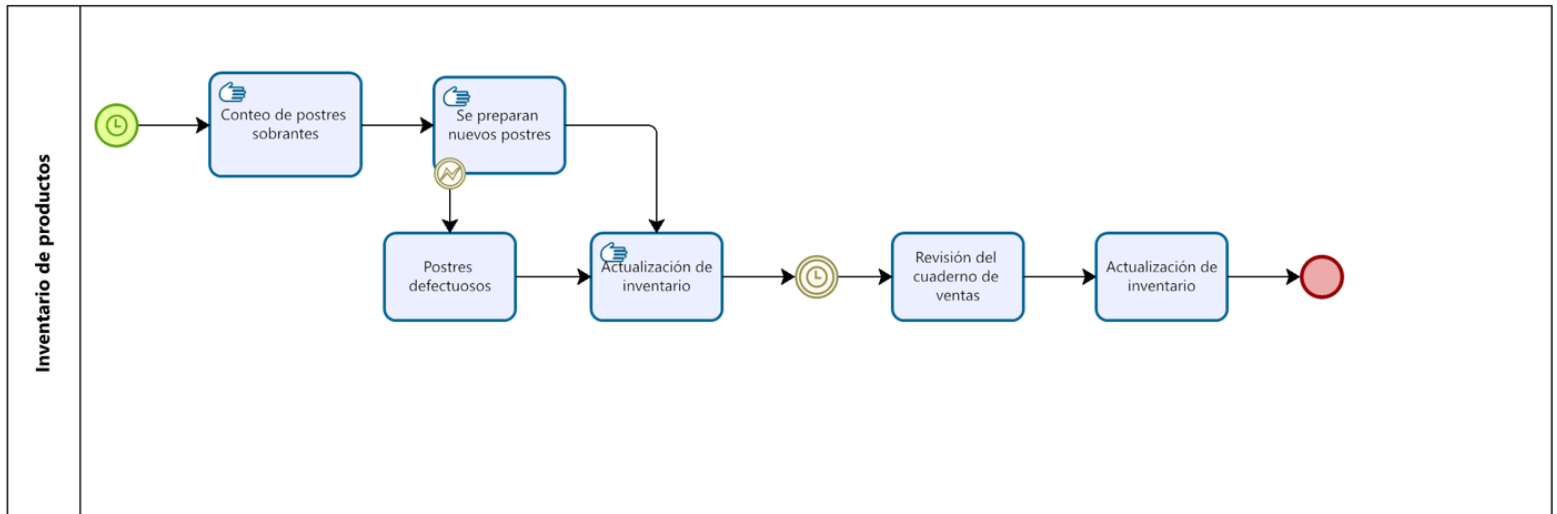 Inventario de productos
Conteo de postres
sobrantes
Se preparan
nuevos postres
Postres
defectuosos
Actualización de
inventario
Revisión del
cuaderno de
ventas
Actualización de
inventario